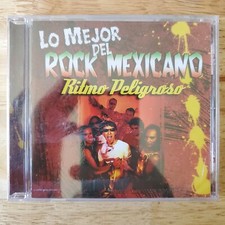 LO MEJOR
DEL
ROCK MEXICANO
Ritmo Peligroso